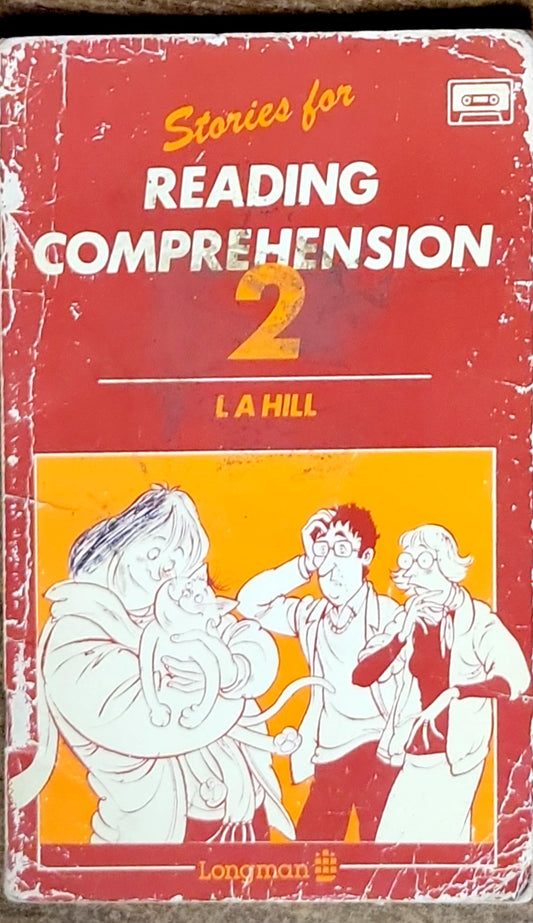 Stories for
READING
COMPREHENSION
2
L A HILL
Longman